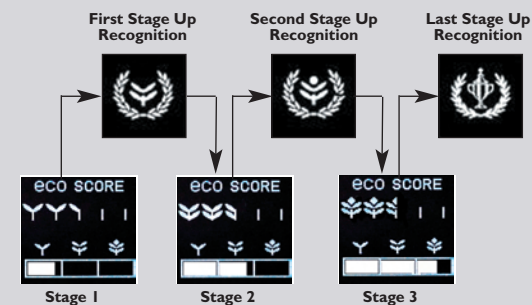 First Stage Up
Recognition
Second Stage Up
Recognition
Last Stage Up
Recognition
eco SCORE
eco SCORE
eco SCORE
Stage 1
Stage 2
Stage 3